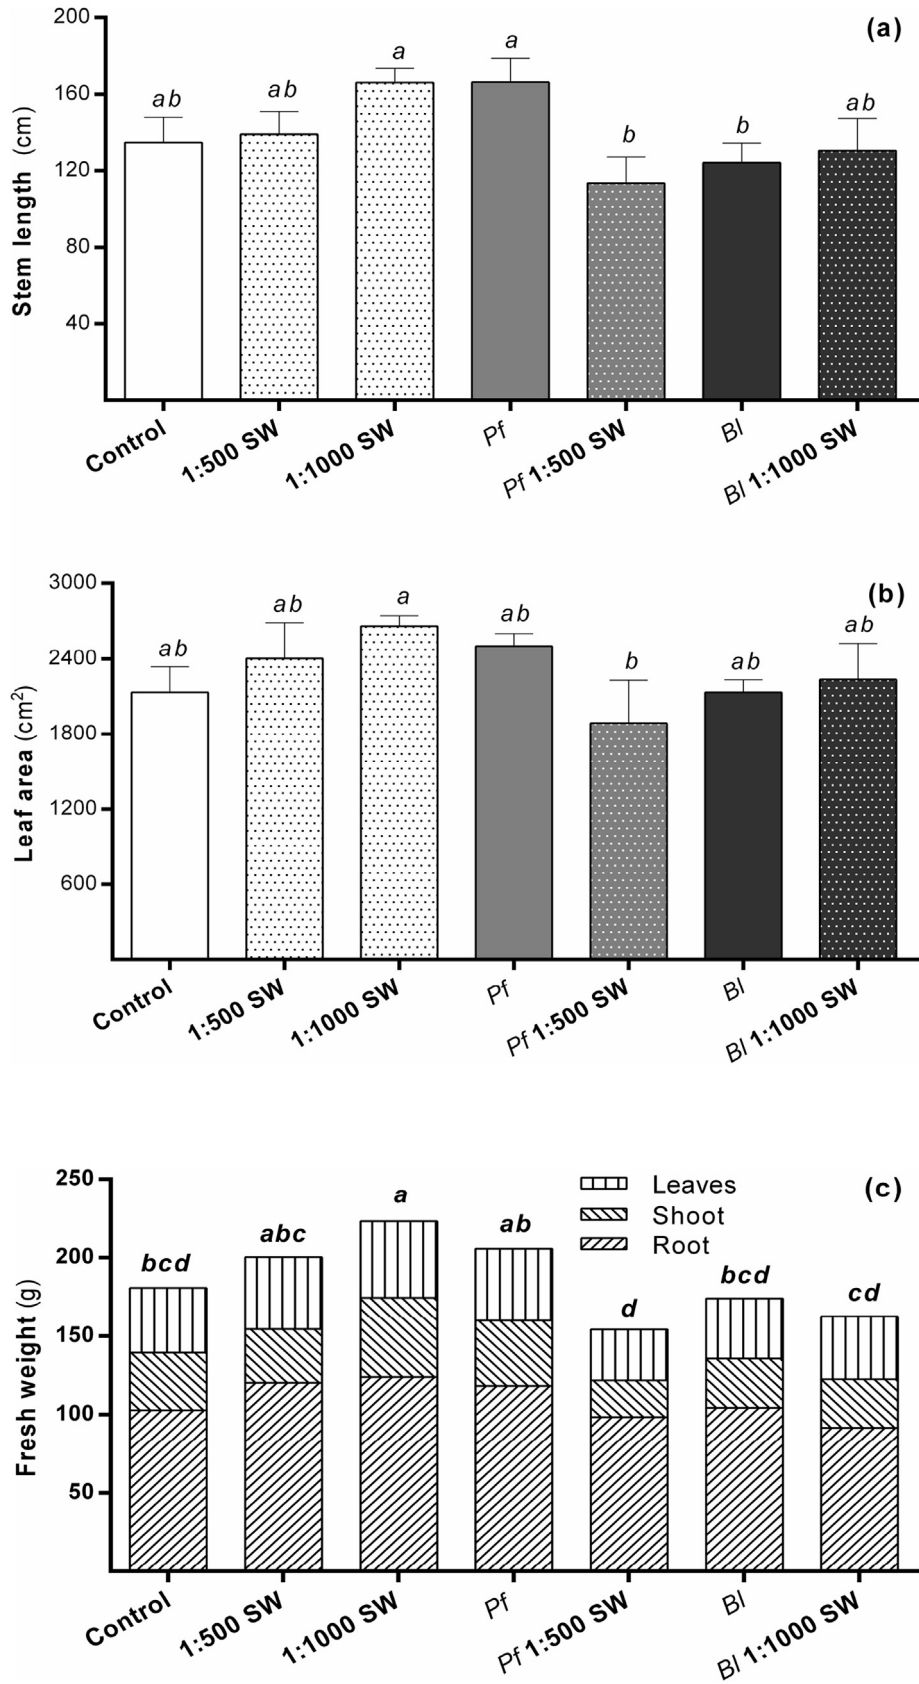 (a)
Stem length (cm)
200
160
120
80
40
ab
ab
a
a
b
b
ab
Control
1:500 SW
1:1000 SW
Pf
Pf 1:500 SW
Bl
Bl 1:1000 SW
(b)
Leaf area (cm²)
3000
2400
1800
1200
600
ab
ab
a
ab
b
ab
ab
Control
1:500 SW
1:1000 SW
Pf
Pf 1:500 SW
Bl
Bl 1:1000 SW
(c)
Leaves
Shoot
Root
Fresh weight (g)
250
200
150
100
50
bcd
abc
a
ab
d
bcd
cd
Control
1:500 SW
1:1000 SW
Pf
Pf 1:500 SW
Bl
Bl 1:1000 SW